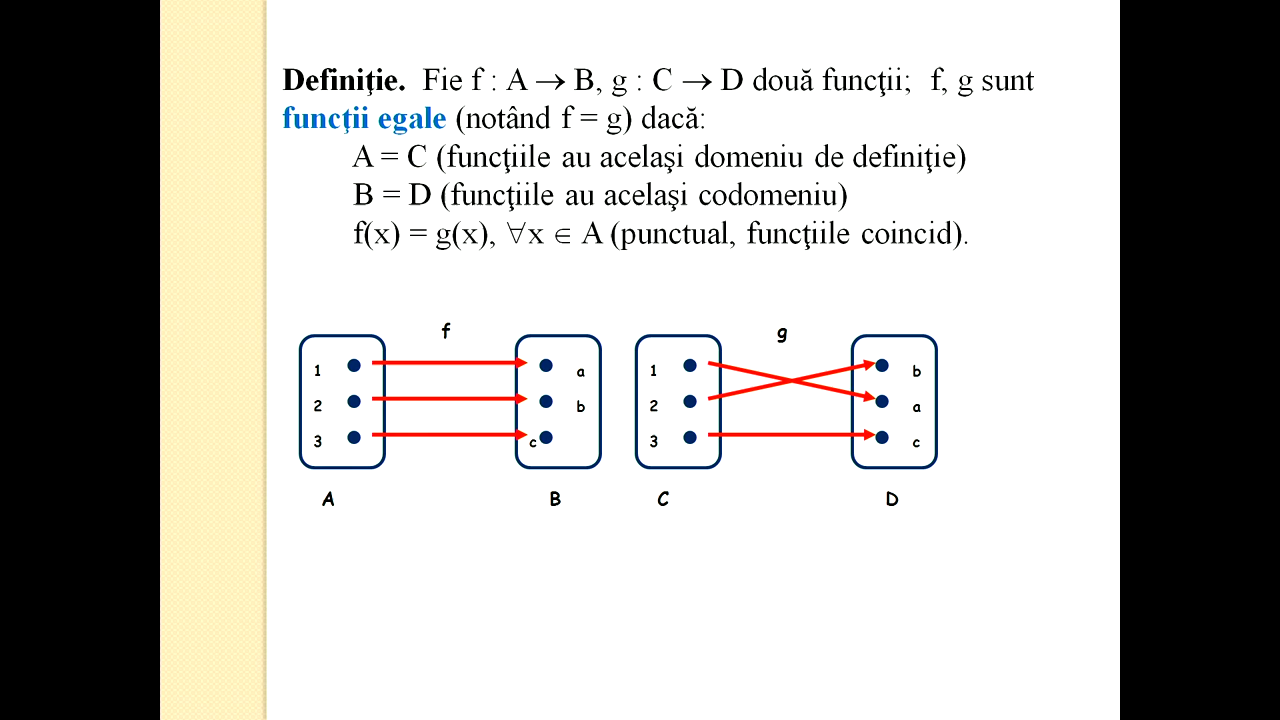 Definiţie. Fie f : A → B, g : C → D două funcţii; f, g sunt
funcţii egale (notând f = g) dacă:
A = C (funcţiile au acelaşi domeniu de definiţie)
B = D (funcţiile au acelaşi codomeniu)
f(x) = g(x), ∀x ∈ A (punctual, funcţiile coincid).
f g
1 a 1 b
2 b 2 a
3 c 3 c
A B C D